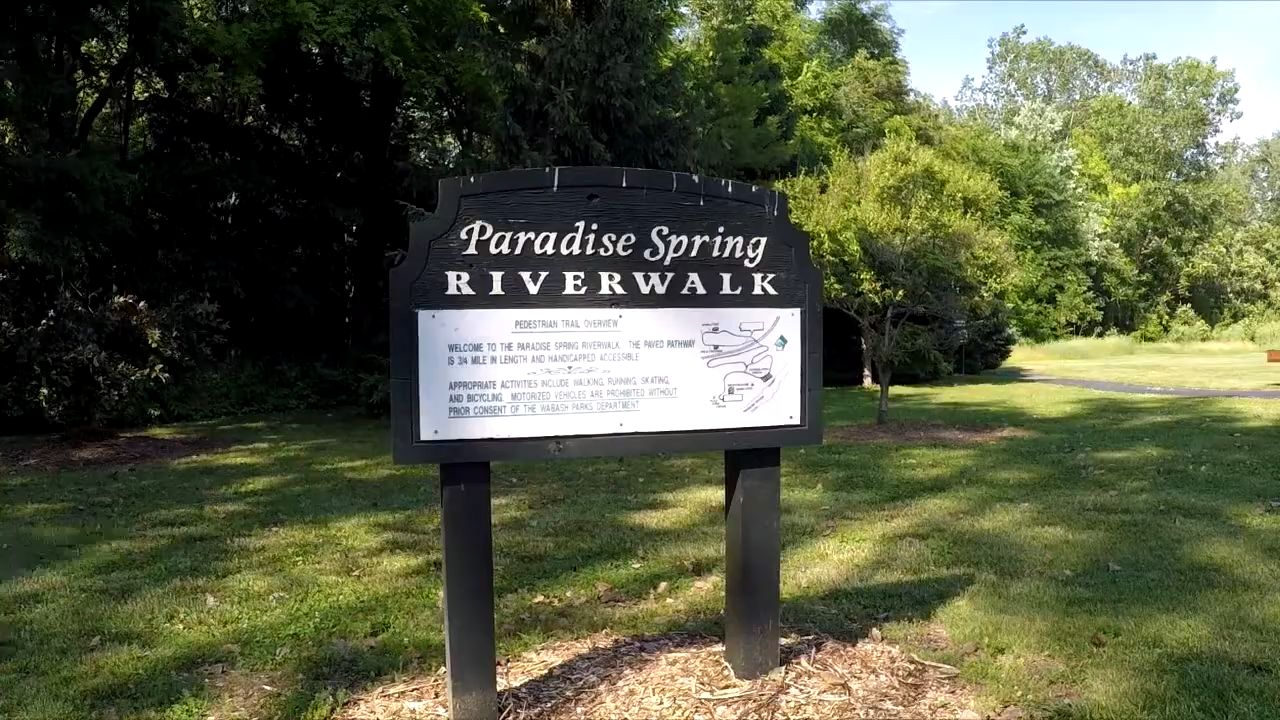 Paradise Spring
RIVERWALK
PEDESTRIAN TRAIL OVERVIEW
WELCOME TO THE PARADISE SPRING RIVERWALK. THE PAVED PATHWAY
IS 3/4 MILE IN LENGTH AND HANDICAPPED ACCESSIBLE
APPROPRIATE ACTIVITIES INCLUDE WALKING, RUNNING, SKATING,
AND BICYCLING. MOTORIZED VEHICLES ARE PROHIBITED WITHOUT
PRIOR CONSENT OF THE WABASH PARKS DEPARTMENT